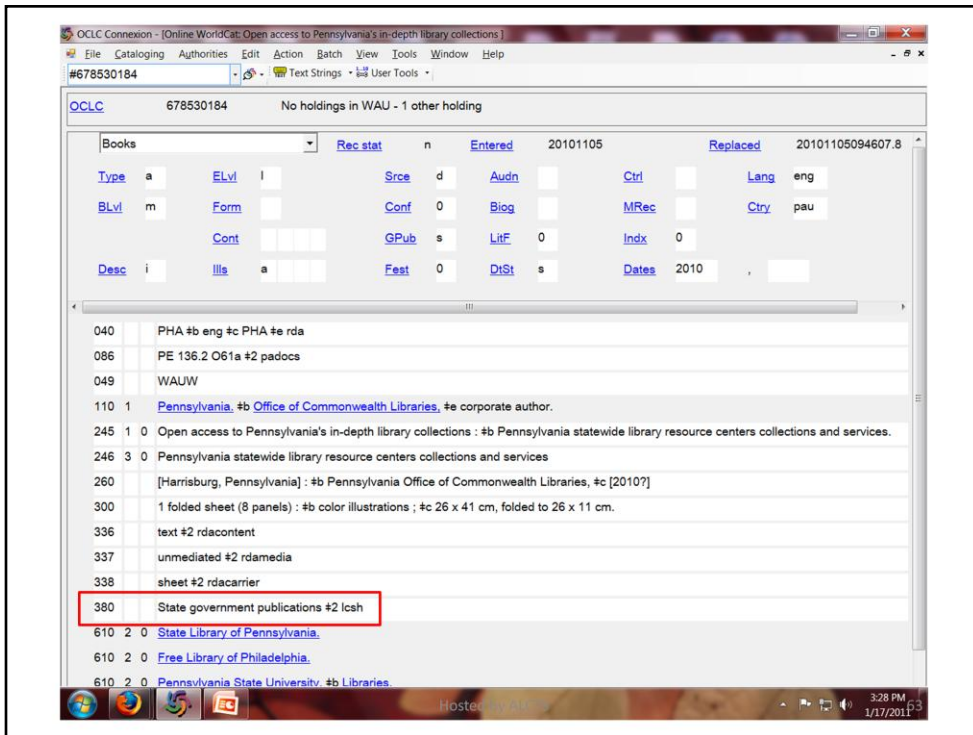 OCLC Connexion - [Online WorldCat: Open access to Pennsylvania's in-depth library collections ]
File Cataloging Authorities Edit Action Batch View Tools Window Help
#678530184 Text Strings User Tools
OCLC 678530184 No holdings in WAU - 1 other holding
Books Rec stat n Entered 20101105 Replaced 20101105094607.8
Type a ELvl I Srce d Audn Ctrl Lang eng
BLvl m Form Conf 0 Biog MRec Ctry pau
Cont GPub s LitF 0 Indx 0
Desc i Ills a Fest 0 DtSt s Dates 2010 ,
040 PHA ‡b eng ‡c PHA ‡e rda
086 PE 136.2 O61a ‡2 padocs
049 WAUW
110 1 Pennsylvania. ‡b Office of Commonwealth Libraries, ‡e corporate author.
245 1 0 Open access to Pennsylvania's in-depth library collections : ‡b Pennsylvania statewide library resource centers collections and services.
246 3 0 Pennsylvania statewide library resource centers collections and services
260 [Harrisburg, Pennsylvania] : ‡b Pennsylvania Office of Commonwealth Libraries, ‡c [2010?]
300 1 folded sheet (8 panels) : ‡b color illustrations ; ‡c 26 x 41 cm, folded to 26 x 11 cm.
336 text ‡2 rdacontent
337 unmediated ‡2 rdamedia
338 sheet ‡2 rdacarrier
380 State government publications ‡2 lcsh
610 2 0 State Library of Pennsylvania.
610 2 0 Free Library of Philadelphia.
610 2 0 Pennsylvania State University. ‡b Libraries.
Hosted by
3:28 PM
1/17/2011
63